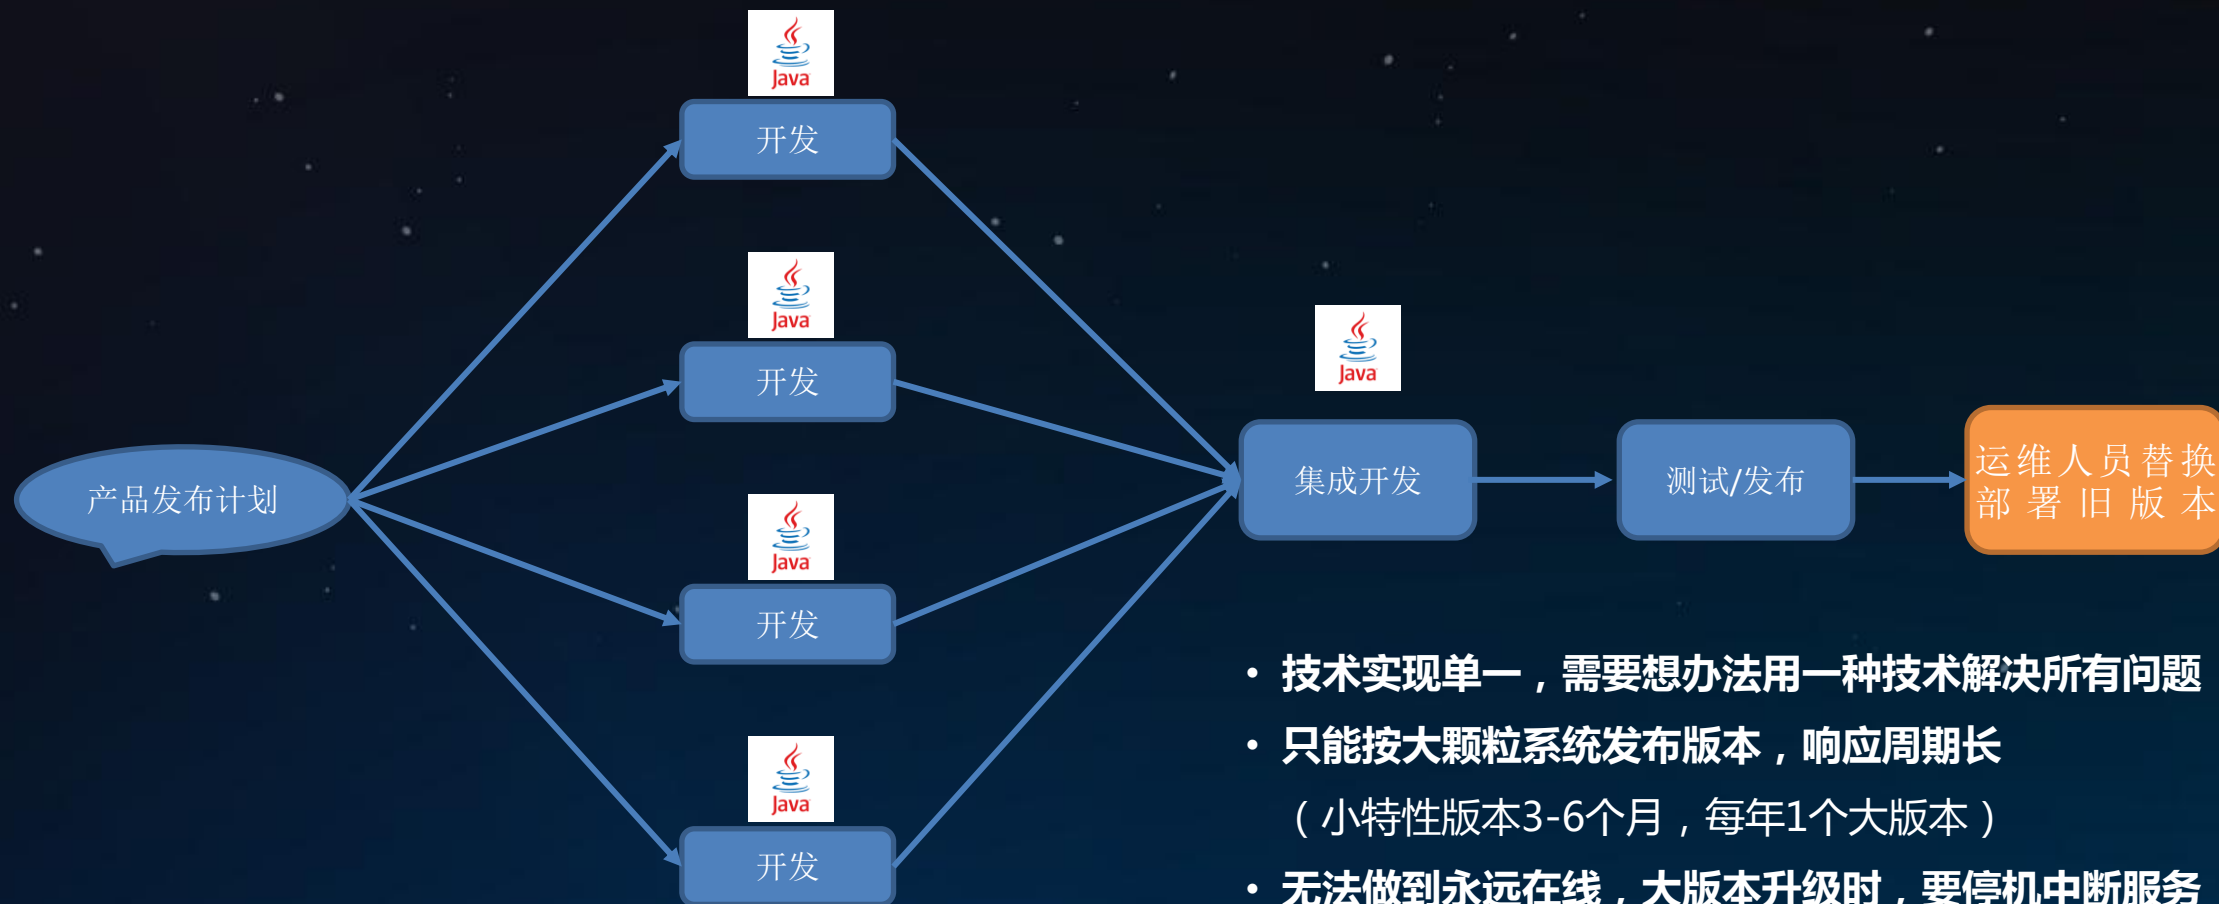 Java
开发
Java
开发
Java
开发
Java
开发
产品发布计划
Java
集成开发
测试/发布
运维人员替换
部署旧版本
• 技术实现单一，需要想办法用一种技术解决所有问题
• 只能按大颗粒系统发布版本，响应周期长
（小特性版本3-6个月，每年1个大版本）
• 无法做到永远在线，大版本升级时，要停机中断服务